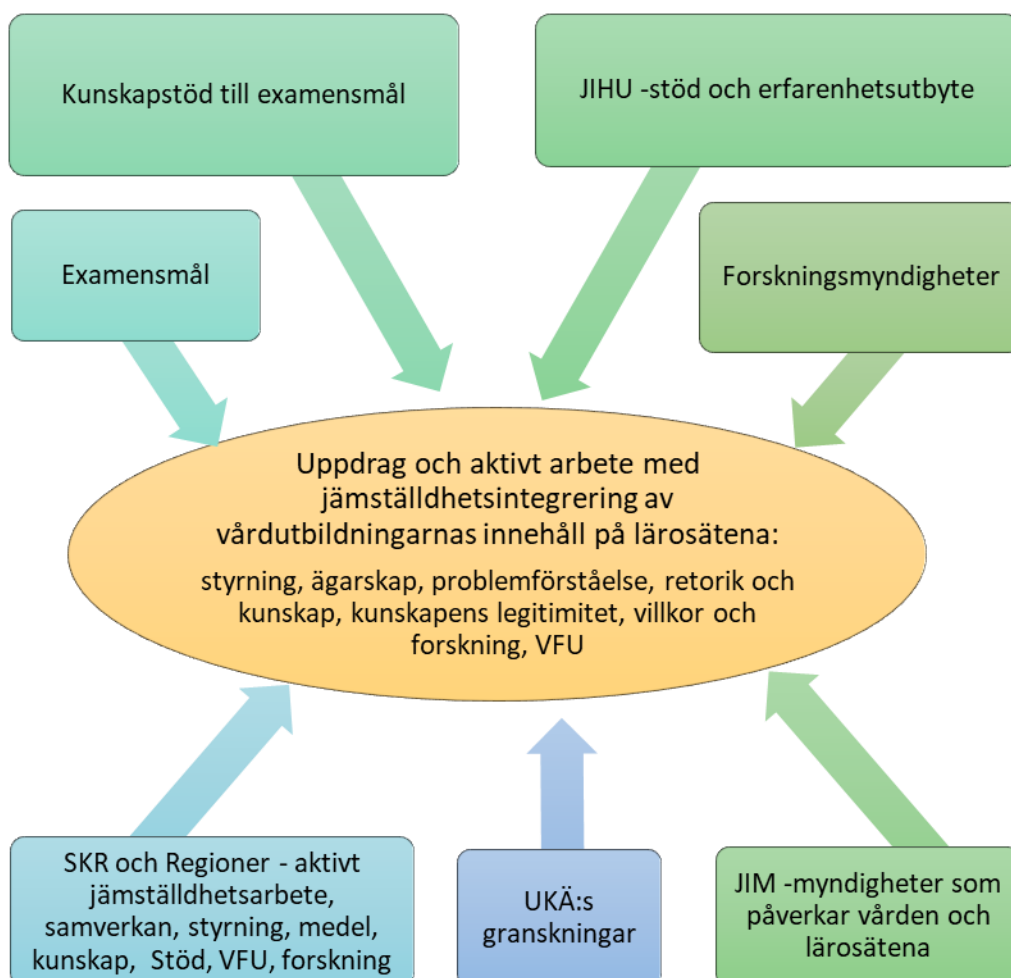 Kunskapstöd till examensmål
JIHU -stöd och erfarenhetsutbyte
Examensmål
Forskningsmyndigheter
Uppdrag och aktivt arbete med
jämställdhetsintegrering av
vårdutbildningarnas innehåll på lärosätena:
styrning, ägarskap, problemförståelse, retorik och
kunskap, kunskapens legitimitet, villkor och
forskning, VFU
SKR och Regioner - aktivt
jämställdhetsarbete,
samverkan, styrning, medel,
kunskap, Stöd, VFU, forskning
UKÄ:s
granskningar
JIM -myndigheter som
påverkar vården och
lärosätena